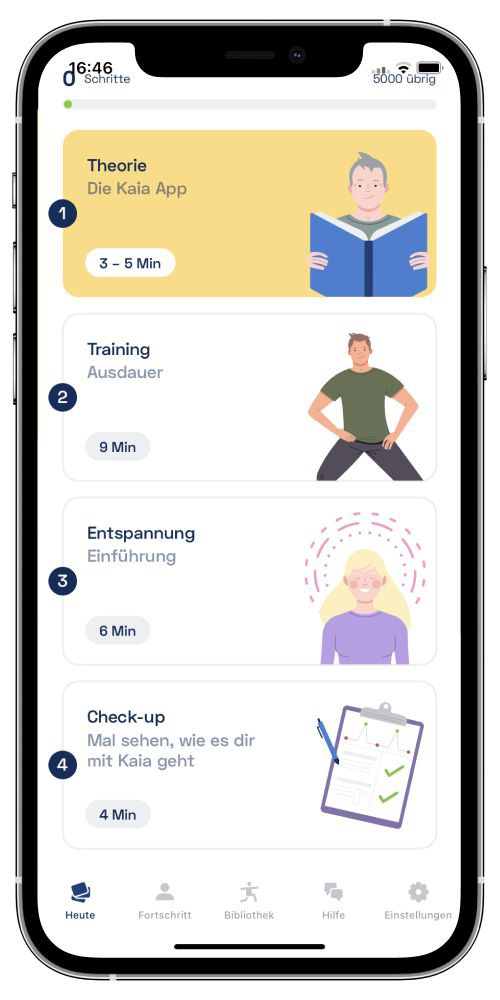 16:46
0 Schritte
5000 übrig
Theorie
Die Kaia App
1
3 – 5 Min
Training
Ausdauer
2
9 Min
Entspannung
Einführung
3
6 Min
Check-up
Mal sehen, wie es dir
mit Kaia geht
4
4 Min
Heute
Fortschritt
Bibliothek
Hilfe
Einstellungen